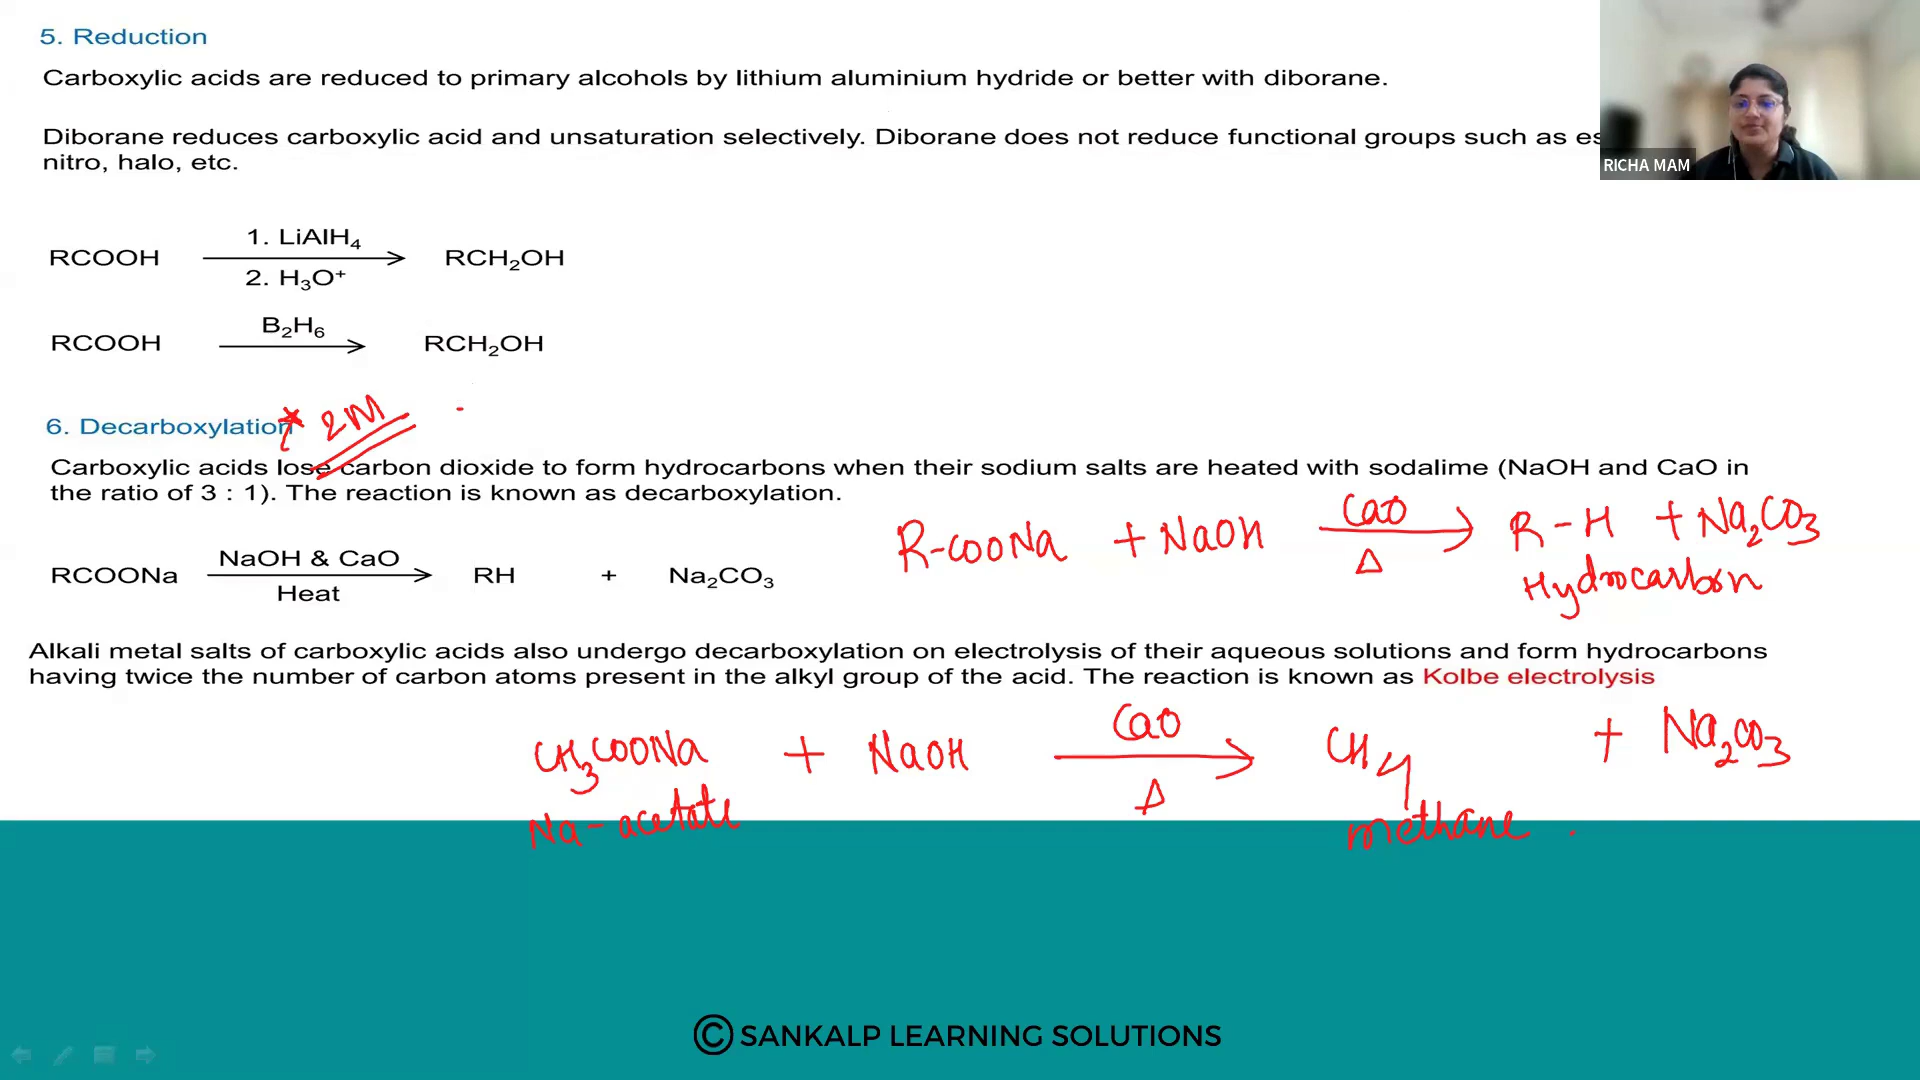 5. Reduction
Carboxylic acids are reduced to primary alcohols by lithium aluminium hydride or better with diborane.
Diborane reduces carboxylic acid and unsaturation selectively. Diborane does not reduce functional groups such as es
nitro, halo, etc.
RICHA MAM
1. LiAlH₄
RCOOH RCH₂OH
2. H₃O⁺
B₂H₆
RCOOH RCH₂OH
6. Decarboxylation * 2M
Carboxylic acids lose carbon dioxide to form hydrocarbons when their sodium salts are heated with sodalime (NaOH and CaO in
the ratio of 3 : 1). The reaction is known as decarboxylation.
CaO
R-COONa + NaOH → R-H + Na₂CO₃
Δ
Hydrocarbon
NaOH & CaO
RCOONa → RH + Na₂CO₃
Heat
Alkali metal salts of carboxylic acids also undergo decarboxylation on electrolysis of their aqueous solutions and form hydrocarbons
having twice the number of carbon atoms present in the alkyl group of the acid. The reaction is known as Kolbe electrolysis
CaO
CH₃COONa + NaOH → CH₄ + Na₂CO₃
Δ
Na-acetate methane
© SANKALP LEARNING SOLUTIONS